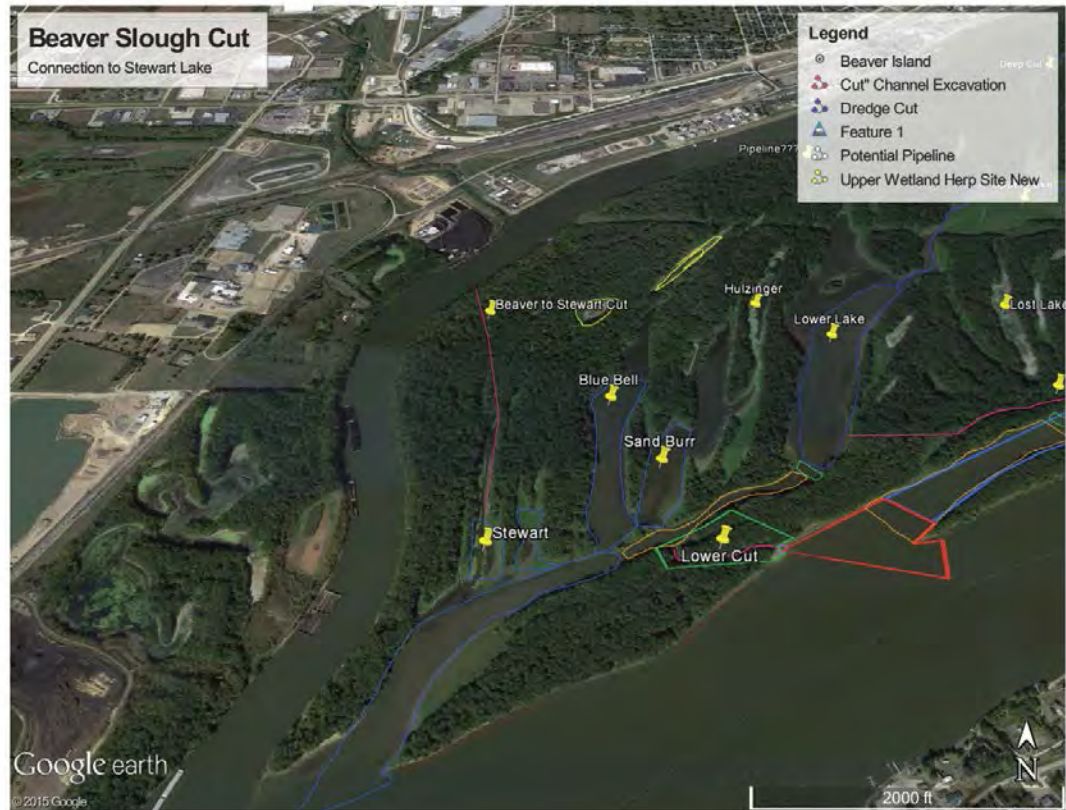 Beaver Slough Cut
Connection to Stewart Lake
Legend
Beaver Island
Cut" Channel Excavation
Dredge Cut
Feature 1
Potential Pipeline
Upper Wetland Herp Site New
Deep Cut
Pipeline???
Beaver to Stewart Cut
Hulzinger
Lower Lake
Lost Lake
Blue Bell
Sand Burr
Stewart
Lower Cut
Google earth
© 2015 Google
N
2000 ft